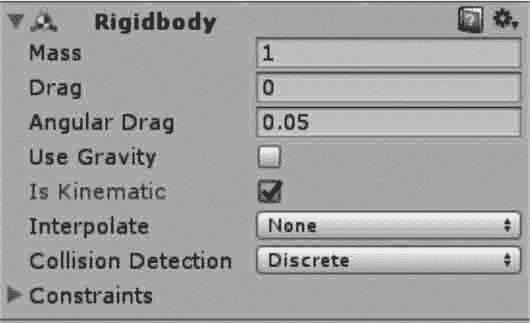 Rigidbody
Mass 1
Drag 0
Angular Drag 0.05
Use Gravity
Is Kinematic
Interpolate None
Collision Detection Discrete
Constraints